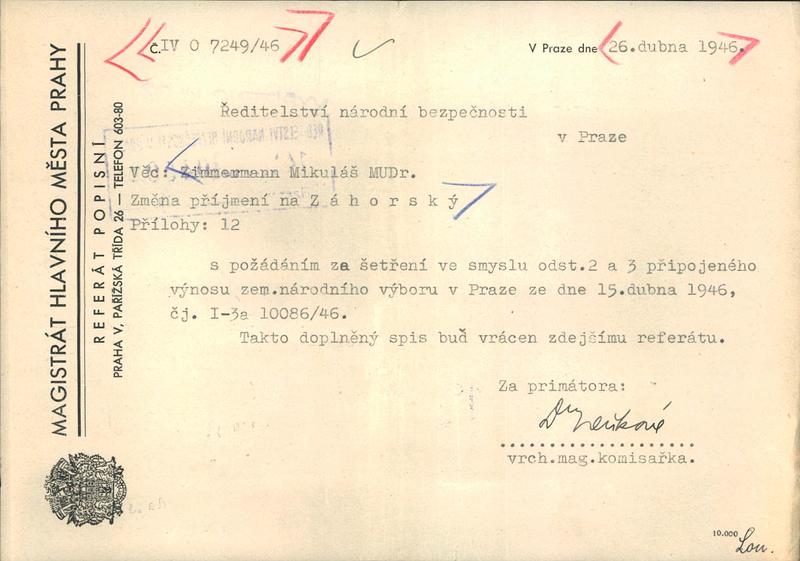 MAGISTRÁT HLAVNÍHO MĚSTA PRAHY
REFERÁT POPISNÍ
PRAHA V, PAŘÍŽSKÁ TŘÍDA 26 — TELEFON 603-80
Č. IV O 7249/46
V Praze dne 26.dubna 1946.
Ředitelství národní bezpečnosti
v Praze
Věc: Zimmermann Mikuláš MUDr.
Změna příjmení na Z á h o r s k ý
Přílohy: 12
s požádáním za šetření ve smyslu odst.2 a 3 připojeného
výnosu zem.národního výboru v Praze ze dne 15.dubna 1946,
čj. I-3a 10086/46.
Takto doplněný spis buď vrácen zdejšímu referátu.
Za primátora:
vrch.mag.komisařka.
10.000